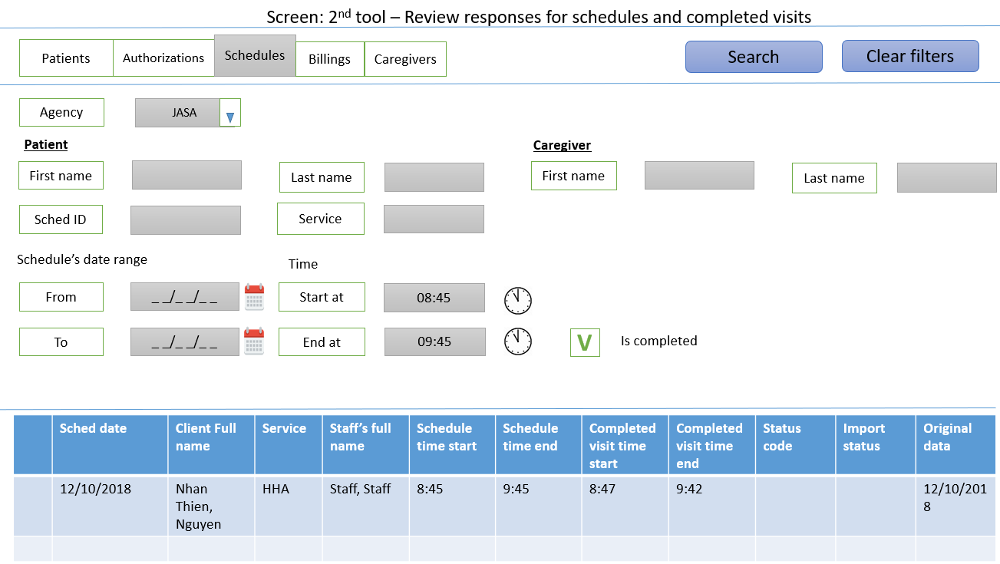 Screen: 2nd tool – Review responses for schedules and completed visits
Patients
Authorizations
Schedules
Billings
Caregivers
Search
Clear filters
Agency
JASA
Patient
Caregiver
First name
Last name
First name
Last name
Sched ID
Service
Schedule’s date range
Time
From
_ _/_ _/_ _
Start at
08:45
To
_ _/_ _/_ _
End at
09:45
V
Is completed
Sched date
Client Full
name
Service
Staff’s full
name
Schedule
time start
Schedule
time end
Completed
visit time
start
Completed
visit time
end
Status
code
Import
status
Original
data
12/10/2018
Nhan
Thien,
Nguyen
HHA
Staff, Staff
8:45
9:45
8:47
9:42
12/10/201
8